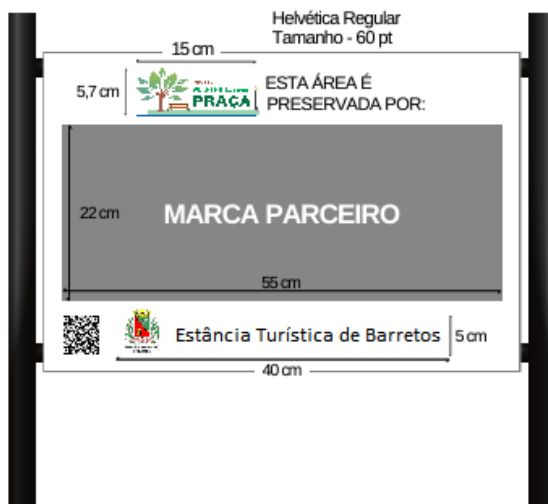 Helvética Regular
Tamanho - 60 pt
15 cm
5,7 cm
PRAÇA
ESTA ÁREA É
PRESERVADA POR:
22 cm
MARCA PARCEIRO
55 cm
Estância Turística de Barretos
5 cm
40 cm